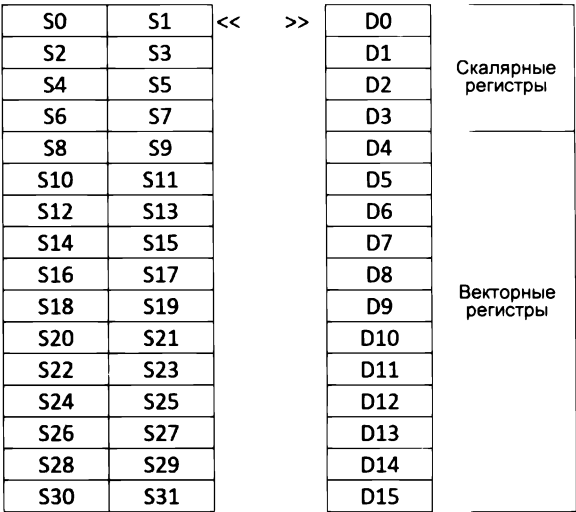 S0 S1 << >> D0
S2 S3 D1
S4 S5 D2
S6 S7 D3
Скалярные
регистры
S8 S9 D4
S10 S11 D5
S12 S13 D6
S14 S15 D7
S16 S17 D8
S18 S19 D9
Векторные
регистры
S20 S21 D10
S22 S23 D11
S24 S25 D12
S26 S27 D13
S28 S29 D14
S30 S31 D15